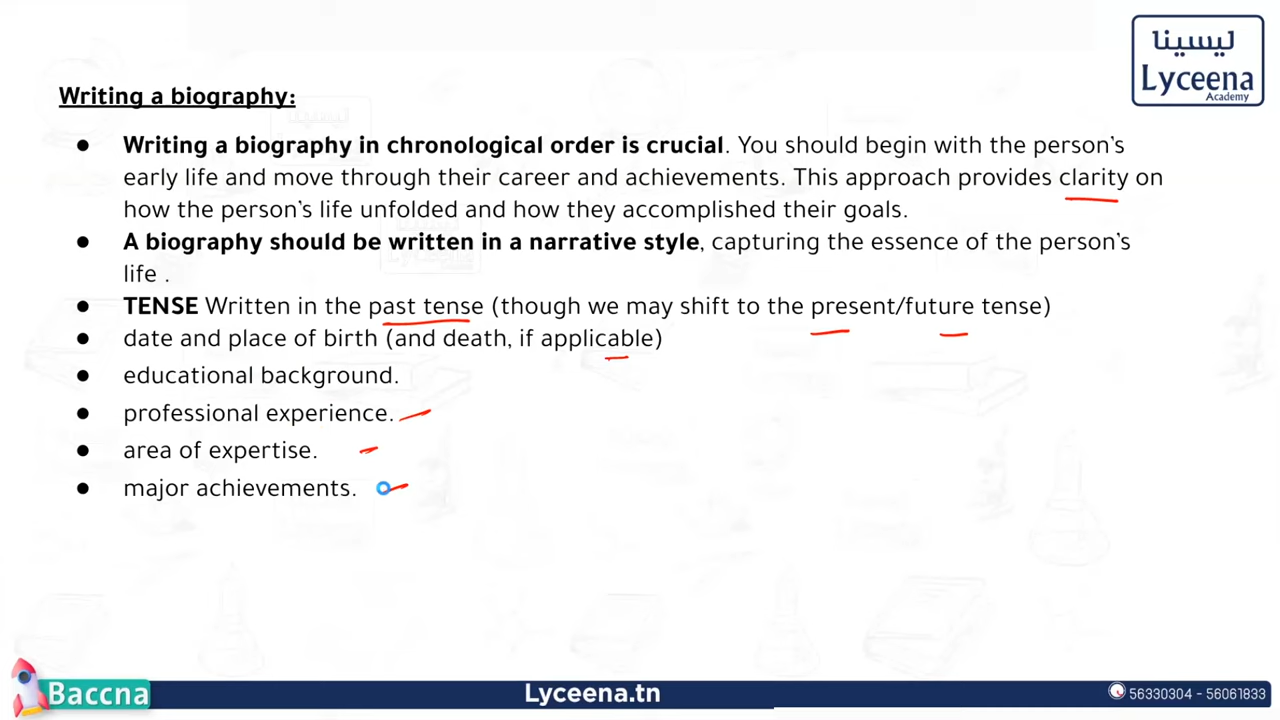 ليسينا
Lyceena
Academy
Writing a biography:
● Writing a biography in chronological order is crucial. You should begin with the person's
early life and move through their career and achievements. This approach provides clarity on
how the person's life unfolded and how they accomplished their goals.
● A biography should be written in a narrative style, capturing the essence of the person's
life .
● TENSE Written in the past tense (though we may shift to the present/future tense)
● date and place of birth (and death, if applicable)
● educational background.
● professional experience.
● area of expertise.
● major achievements.
Baccna
Lyceena.tn
56330304 - 56061833